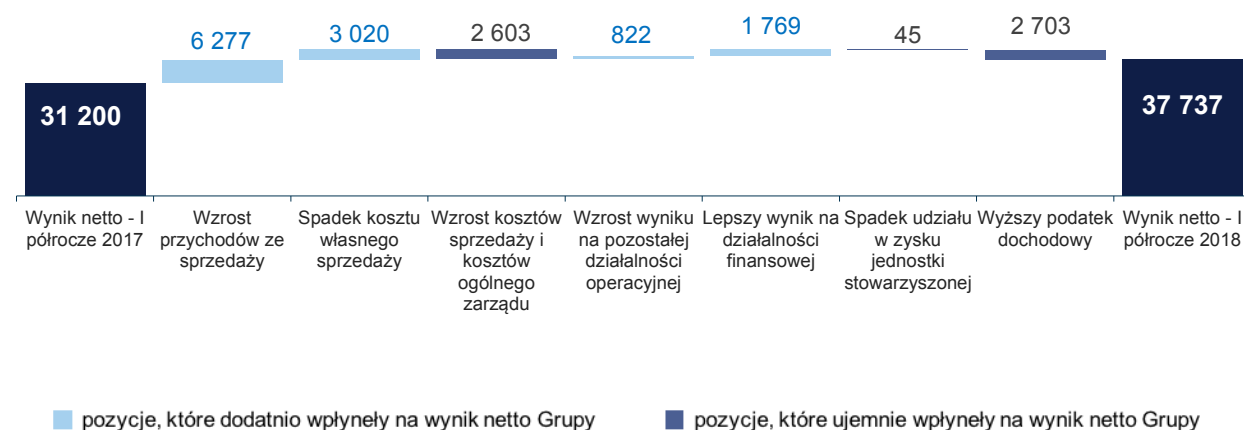 6 277
3 020
2 603
822
1 769
45
2 703
31 200
37 737
Wynik netto - I
półrocze 2017
Wzrost
przychodów ze
sprzedaży
Spadek kosztu
własnego
sprzedaży
Wzrost kosztów
sprzedaży i
kosztów
ogólnego
zarządu
Wzrost wyniku
na pozostałej
działalności
operacyjnej
Lepszy wynik na
działalności
finansowej
Spadek udziału
w zysku
jednostki
stowarzyszonej
Wyższy podatek
dochodowy
Wynik netto - I
półrocze 2018
pozycje, które dodatnio wpłyneły na wynik netto Grupy
pozycje, które ujemnie wpłyneły na wynik netto Grupy